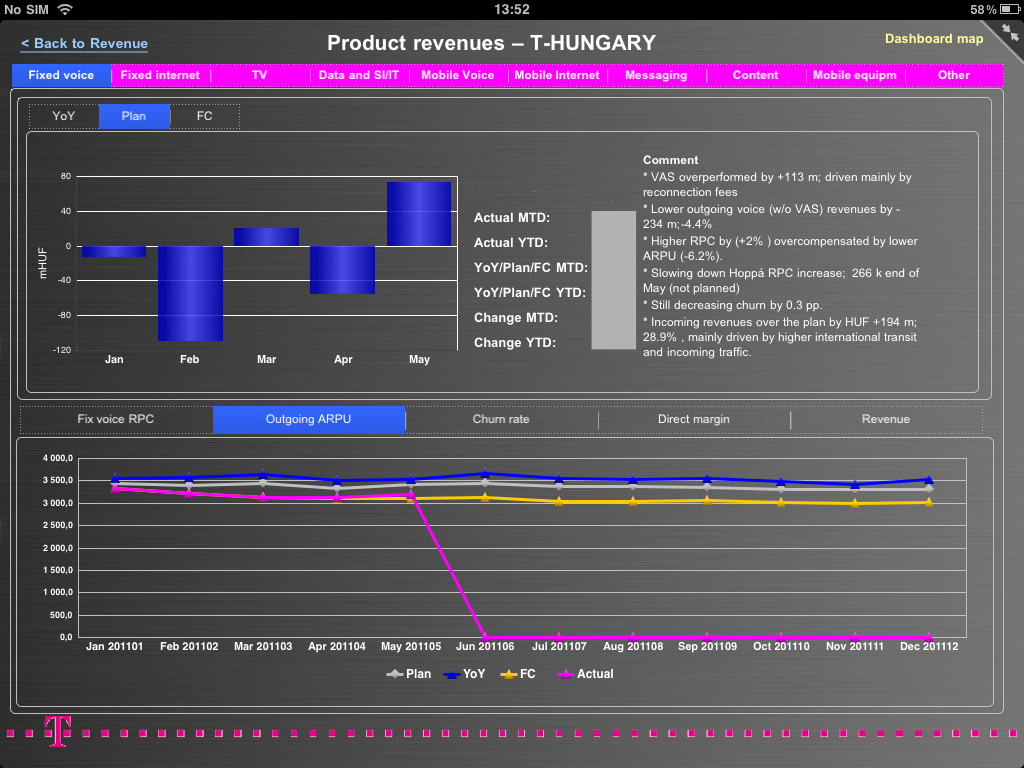 No SIM
13:52
58%
< Back to Revenue
Product revenues – T-HUNGARY
Dashboard map
Fixed voice
Fixed internet
TV
Data and SI/IT
Mobile Voice
Mobile Internet
Messaging
Content
Mobile equipm
Other
YoY
Plan
FC
mHUF
80
40
0
-40
-80
-120
Jan
Feb
Mar
Apr
May
Actual MTD:
Actual YTD:
YoY/Plan/FC MTD:
YoY/Plan/FC YTD:
Change MTD:
Change YTD:
Comment
* VAS overperformed by +113 m; driven mainly by
reconnection fees
* Lower outgoing voice (w/o VAS) revenues by -
234 m;-4.4%
* Higher RPC by (+2% ) overcompensated by lower
ARPU (-6.2%).
* Slowing down Hoppá RPC increase;  266 k end of
May (not planned)
* Still decreasing churn by 0.3 pp.
* Incoming revenues over the plan by HUF +194 m;
28.9% , mainly driven by higher international transit
and incoming traffic.
Fix voice RPC
Outgoing ARPU
Churn rate
Direct margin
Revenue
4 000,0
3 500,0
3 000,0
2 500,0
2 000,0
1 500,0
1 000,0
500,0
0,0
Jan 201101
Feb 201102
Mar 201103
Apr 201104
May 201105
Jun 201106
Jul 201107
Aug 201108
Sep 201109
Oct 201110
Nov 201111
Dec 201112
Plan
YoY
FC
Actual
T